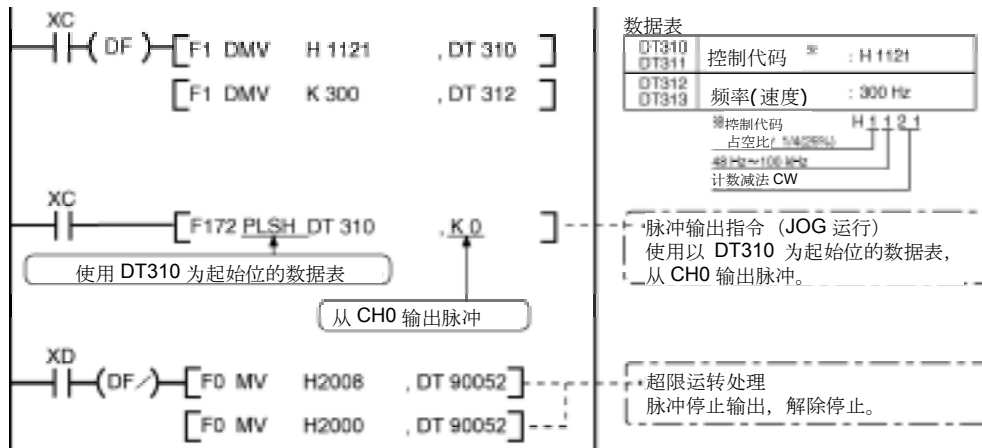 XC
( DF ) F1 DMV H 1121 , DT 310
F1 DMV K 300 , DT 312
数据表
DT310
DT311 控制代码 ※ : H 1121
DT312
DT313 频率(速度) : 300 Hz
※控制代码 H 1 1 2 1
占空比: 1/4(25%)
48 Hz～100 kHz
计数减法 CW
XC
F172 PLSH DT 310 , K 0
使用 DT310 为起始位的数据表
从 CH0 输出脉冲
脉冲输出指令（JOG 运行）
使用以 DT310 为起始位的数据表，
从 CH0 输出脉冲。
XD
(DF/) F0 MV H2008 , DT 90052
F0 MV H2000 , DT 90052
超限运转处理
脉冲停止输出，解除停止。